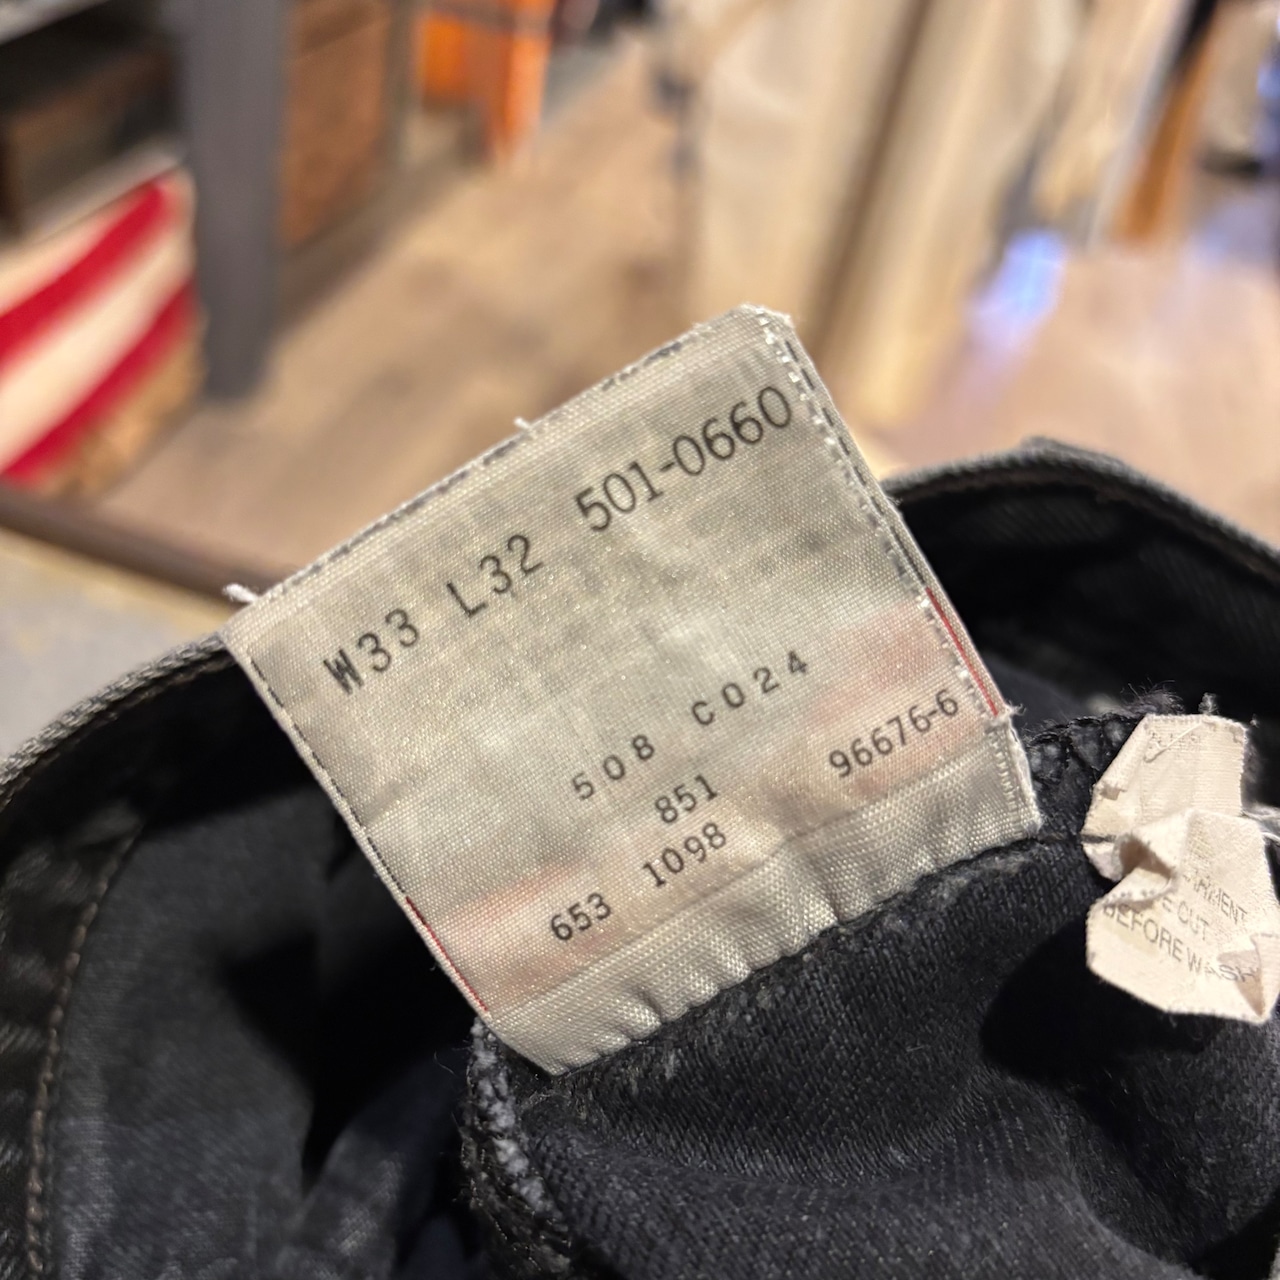 W33 L32 501-0660
508 C024
851 96676-6
653 1098
BEFORE WASH